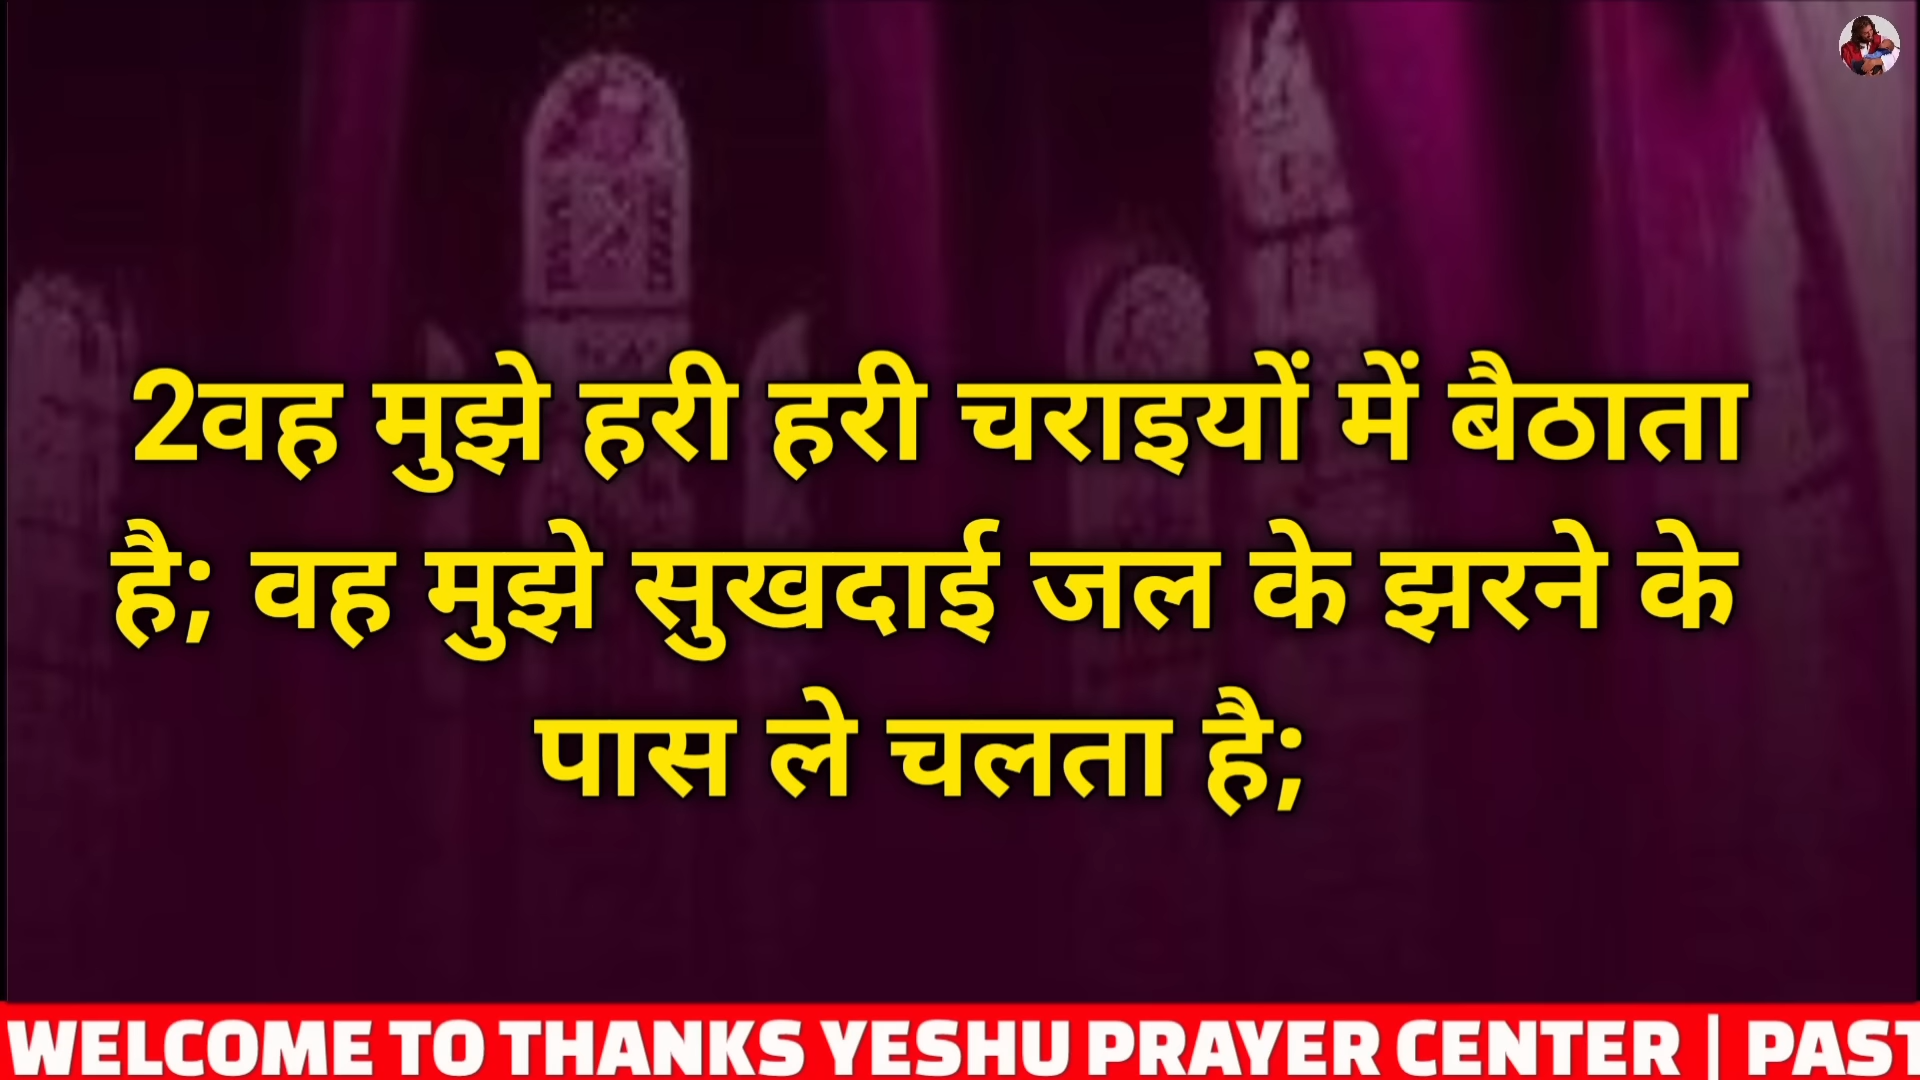 2वह मुझे हरी हरी चराइयों में बैठाता
है; वह मुझे सुखदाई जल के झरने के
पास ले चलता है;
WELCOME TO THANKS YESHU PRAYER CENTER | PAST